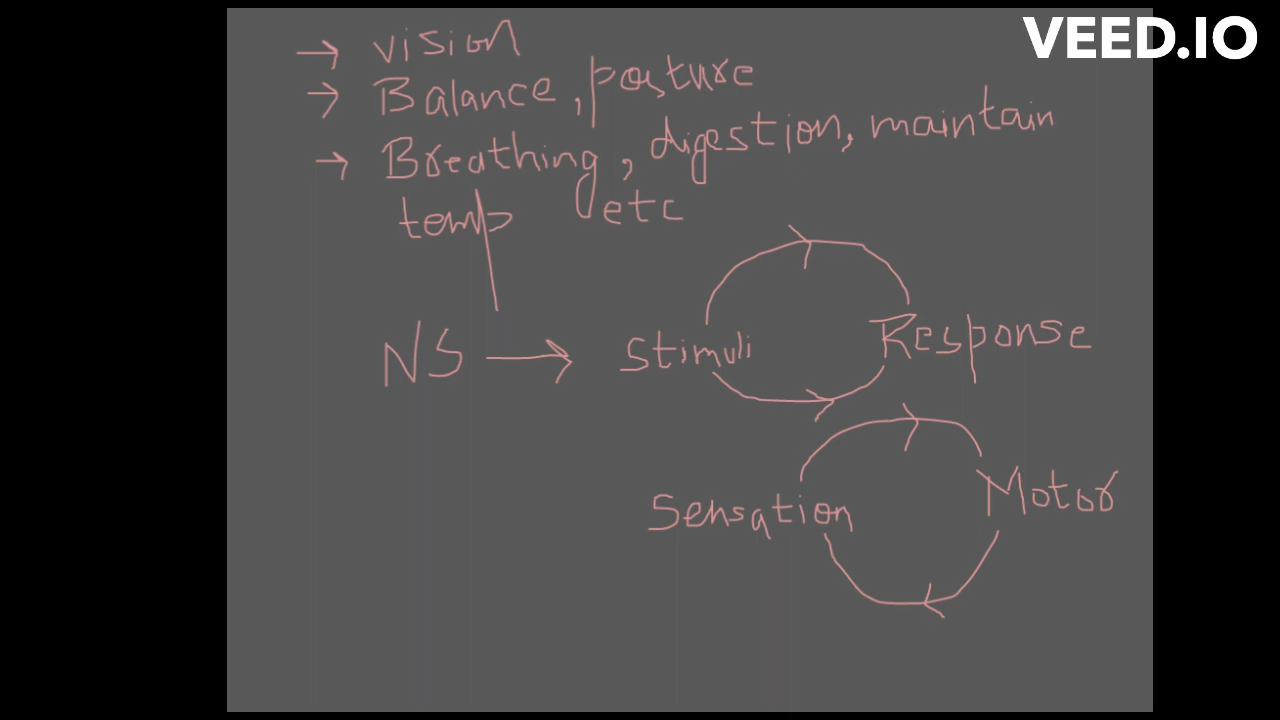 VEED.IO
→ vision
→ Balance, posture
→ Breathing, digestion, maintain
temp etc
NS → Stimuli Response
Sensation Motor